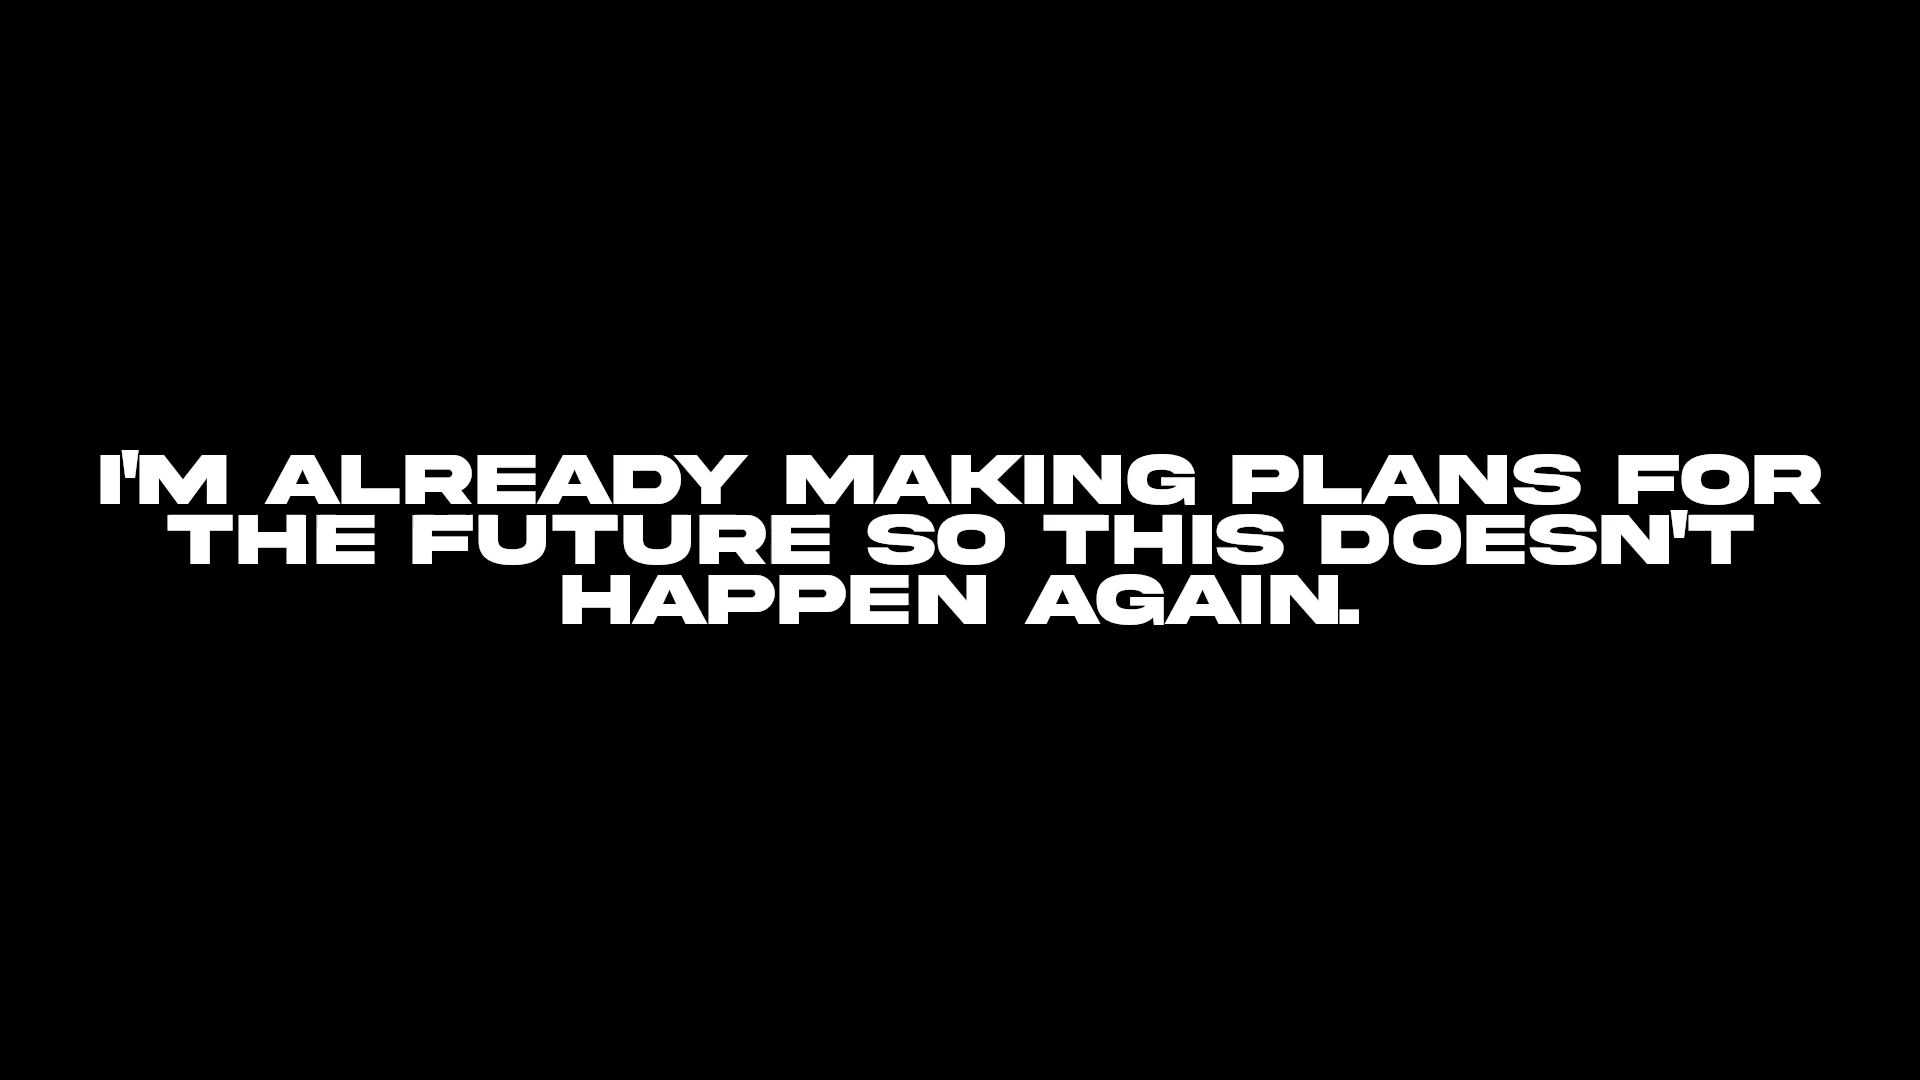 I'M ALREADY MAKING PLANS FOR
THE FUTURE SO THIS DOESN'T
HAPPEN AGAIN.